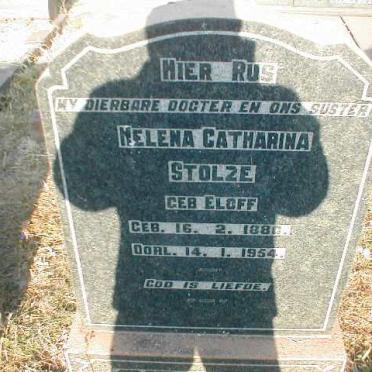 HIER RUS
MY DIERBARE DOGTER EN ONS SUSTER
HELENA CATHARINA
STOLZE
GEB ELOFF
GEB. 16. 2. 1886.
OORL. 14. 1. 1954.
GOD IS LIEFDE.